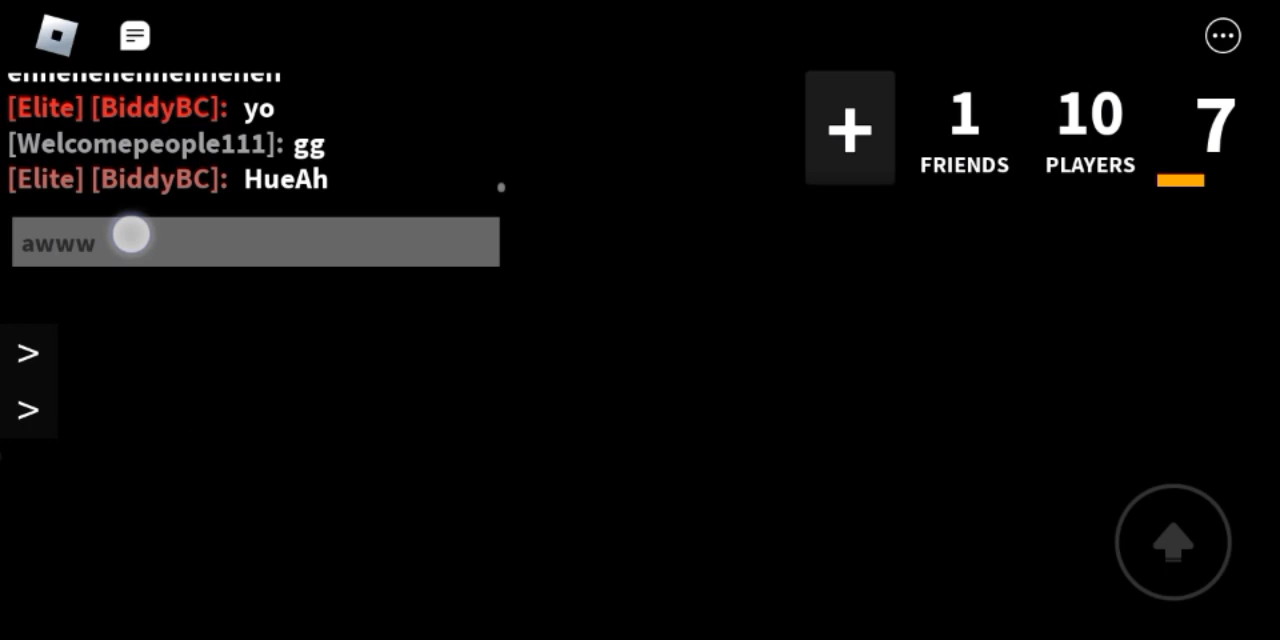 [Elite] [BiddyBC]: yo
[Welcomepeople111]: gg
[Elite] [BiddyBC]: HueAh
awww
>
>
+
1
FRIENDS
10
PLAYERS
7